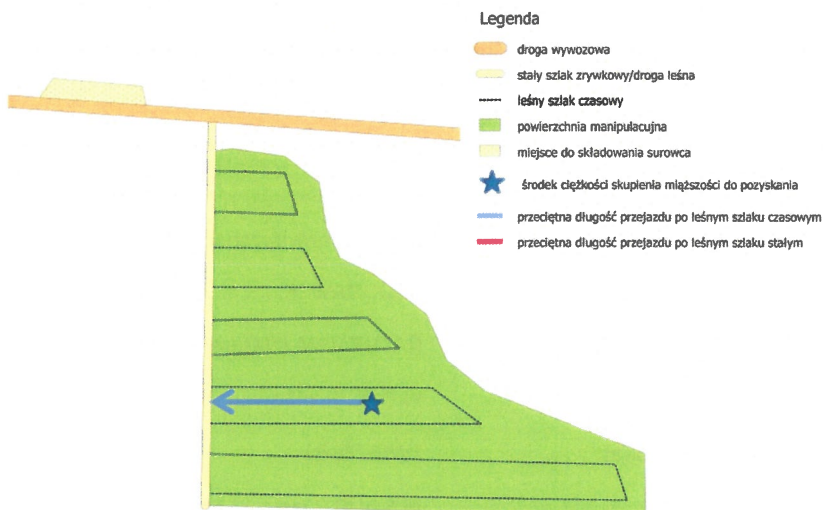 Legenda
droga wywozowa
stały szlak zrywkowy/droga leśna
leśny szlak czasowy
powierzchnia manipulacyjna
miejsce do składowania surowca
środek ciężkości skupienia miąższości do pozyskania
przeciętna długość przejazdu po leśnym szlaku czasowym
przeciętna długość przejazdu po leśnym szlaku stałym